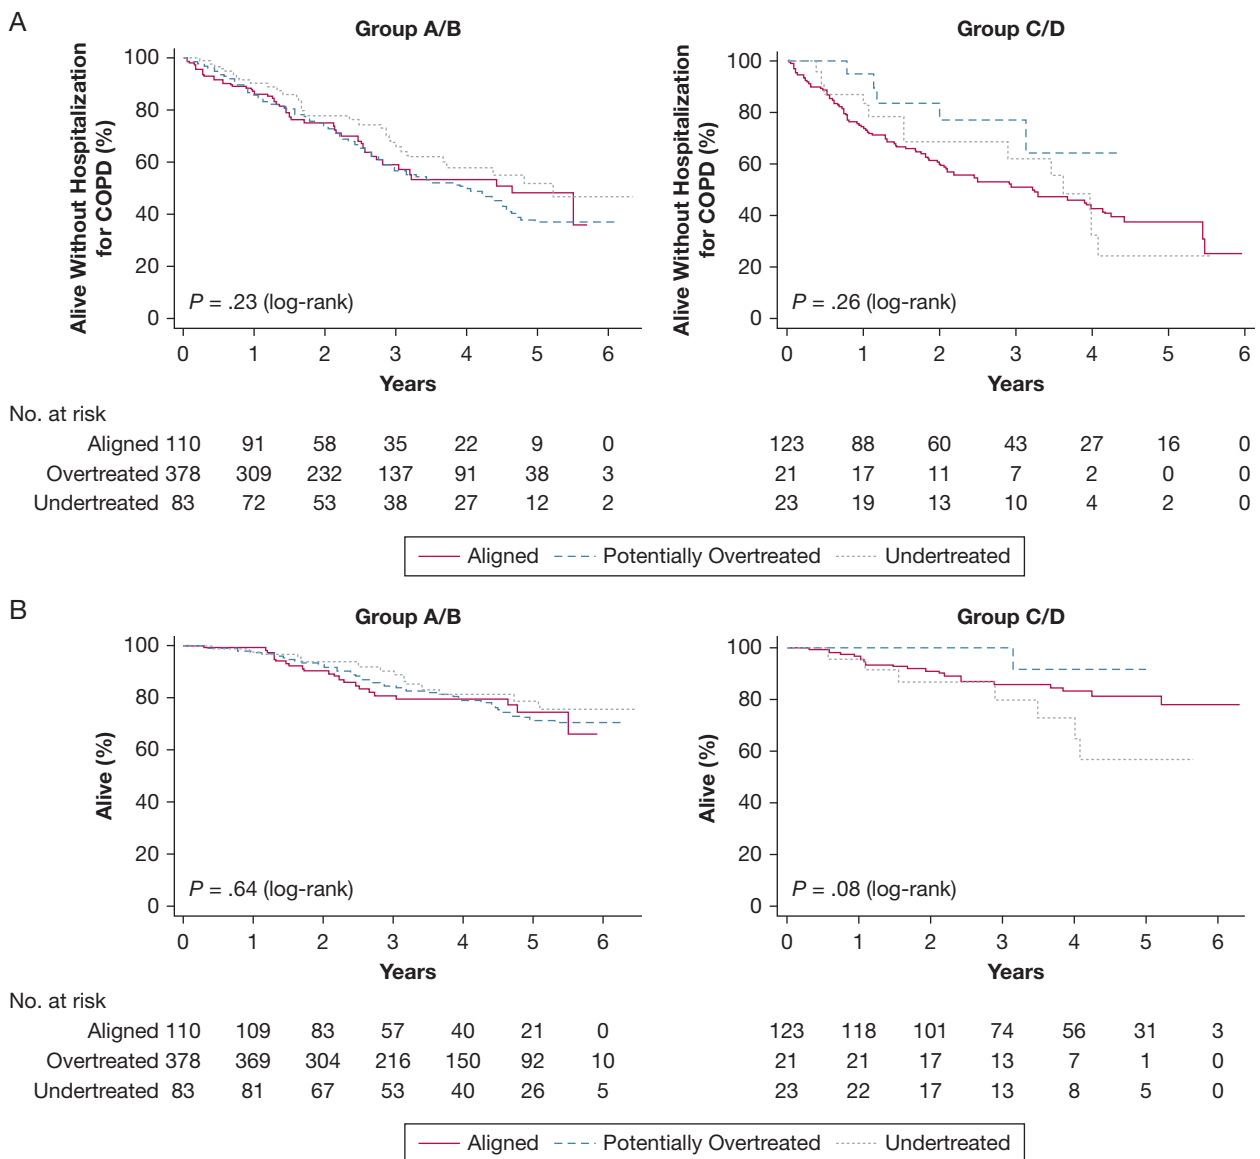 A
Group A/B
Group C/D
Alive Without Hospitalization
for COPD (%)
100
80
60
40
20
0
P = .23 (log-rank)
0 1 2 3 4 5 6
Years
Alive Without Hospitalization
for COPD (%)
100
80
60
40
20
0
P = .26 (log-rank)
0 1 2 3 4 5 6
Years
No. at risk
Aligned 110 91 58 35 22 9 0 123 88 60 43 27 16 0
Overtreated 378 309 232 137 91 38 3 21 17 11 7 2 0 0
Undertreated 83 72 53 38 27 12 2 23 19 13 10 4 2 0
Aligned Potentially Overtreated Undertreated
B
Group A/B
Group C/D
Alive (%)
100
80
60
40
20
0
P = .64 (log-rank)
0 1 2 3 4 5 6
Years
Alive (%)
100
80
60
40
20
0
P = .08 (log-rank)
0 1 2 3 4 5 6
Years
No. at risk
Aligned 110 109 83 57 40 21 0 123 118 101 74 56 31 3
Overtreated 378 369 304 216 150 92 10 21 21 17 13 7 1 0
Undertreated 83 81 67 53 40 26 5 23 22 17 13 8 5 0
Aligned Potentially Overtreated Undertreated